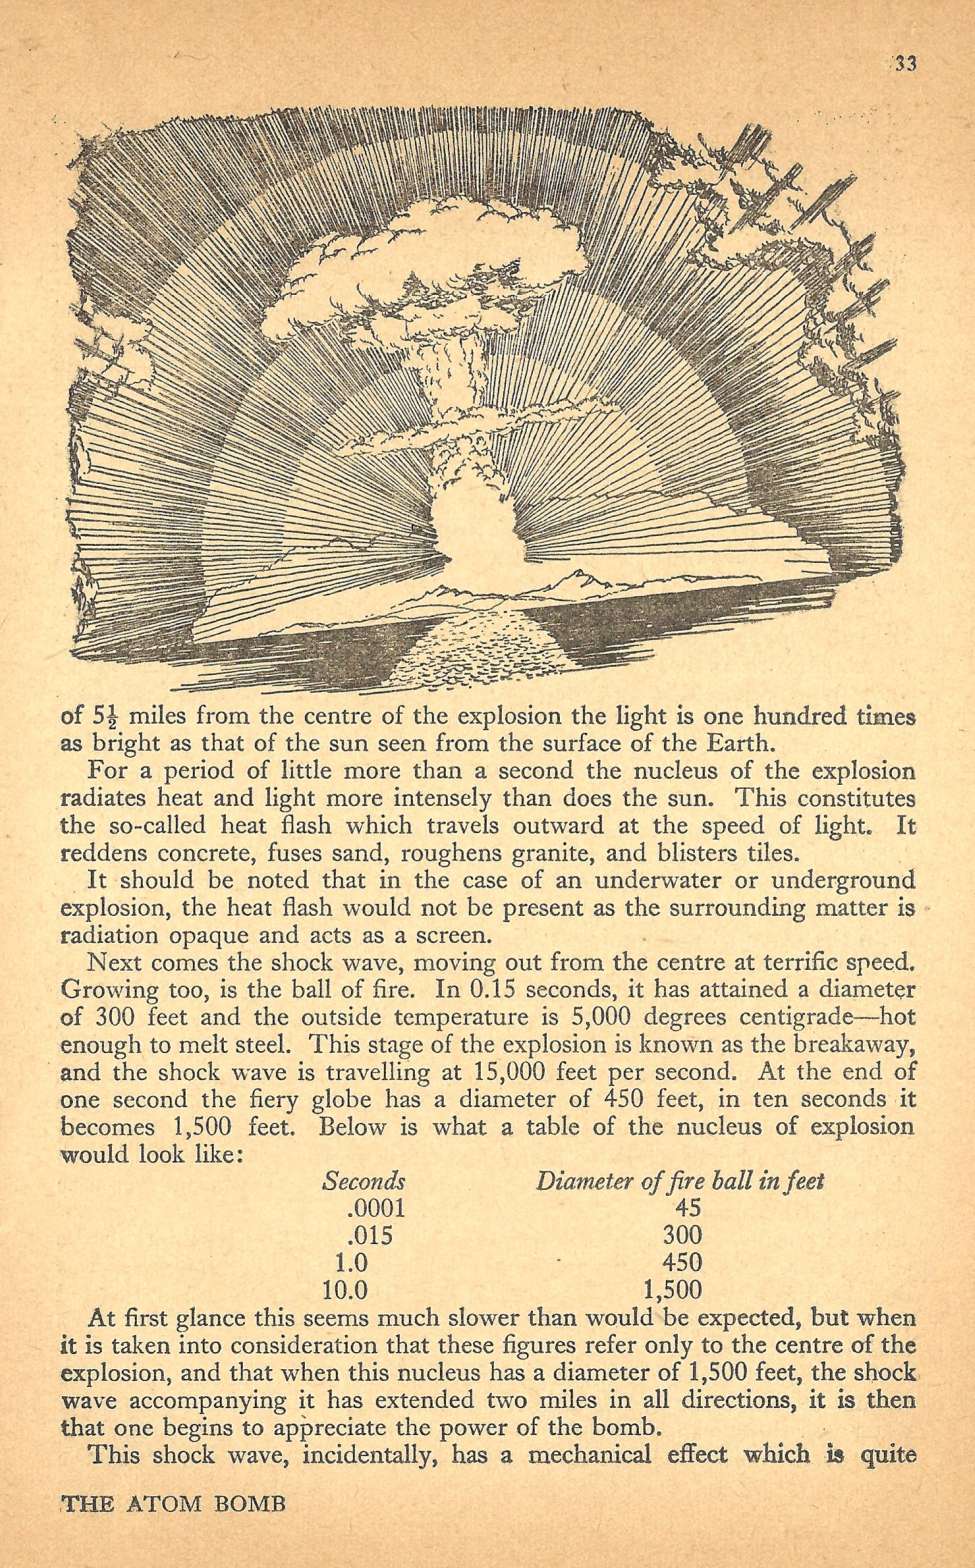 33
of 5½ miles from the centre of the explosion the light is one hundred times
as bright as that of the sun seen from the surface of the Earth.
For a period of little more than a second the nucleus of the explosion
radiates heat and light more intensely than does the sun. This constitutes
the so-called heat flash which travels outward at the speed of light. It
reddens concrete, fuses sand, roughens granite, and blisters tiles.
It should be noted that in the case of an underwater or underground
explosion, the heat flash would not be present as the surrounding matter is
radiation opaque and acts as a screen.
Next comes the shock wave, moving out from the centre at terrific speed.
Growing too, is the ball of fire. In 0.15 seconds, it has attained a diameter
of 300 feet and the outside temperature is 5,000 degrees centigrade—hot
enough to melt steel. This stage of the explosion is known as the breakaway,
and the shock wave is travelling at 15,000 feet per second. At the end of
one second the fiery globe has a diameter of 450 feet, in ten seconds it
becomes 1,500 feet. Below is what a table of the nucleus of explosion
would look like:
Seconds Diameter of fire ball in feet
.0001 45
.015 300
1.0 450
10.0 1,500
At first glance this seems much slower than would be expected, but when
it is taken into consideration that these figures refer only to the centre of the
explosion, and that when this nucleus has a diameter of 1,500 feet, the shock
wave accompanying it has extended two miles in all directions, it is then
that one begins to appreciate the power of the bomb.
This shock wave, incidentally, has a mechanical effect which is quite
THE ATOM BOMB